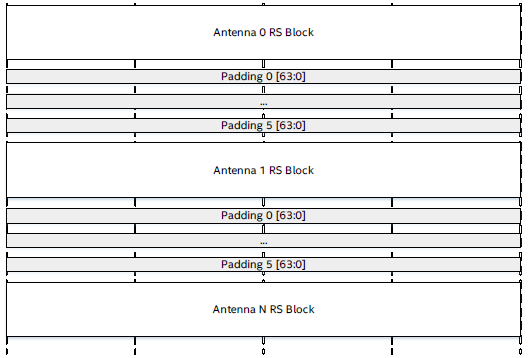 Antenna 0 RS Block
Padding 0 [63:0]
...
Padding 5 [63:0]
Antenna 1 RS Block
Padding 0 [63:0]
...
Padding 5 [63:0]
Antenna N RS Block